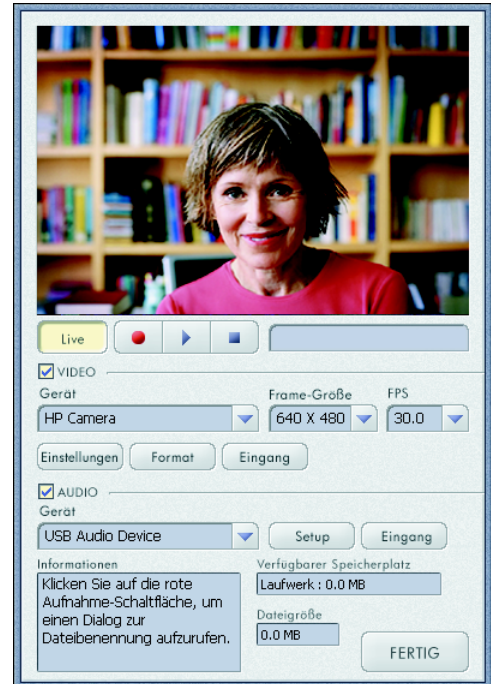 Live
VIDEO
Gerät Frame-Größe FPS
HP Camera 640 X 480 30.0
Einstellungen Format Eingang
AUDIO
Gerät
USB Audio Device Setup Eingang
Informationen
Klicken Sie auf die rote
Aufnahme-Schaltfläche, um
einen Dialog zur
Dateibenennung aufzurufen.
Verfügbarer Speicherplatz
Laufwerk : 0.0 MB
Dateigröße
0.0 MB
FERTIG